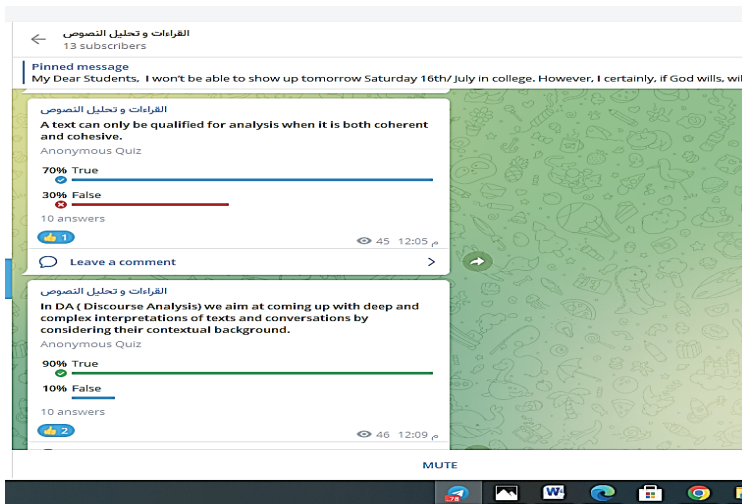 القراءات و تحليل النصوص
13 subscribers
Pinned message
My Dear Students, I won't be able to show up tomorrow Saturday 16th/ July in college. However, I certainly, if God wills, wil
القراءات و تحليل النصوص
A text can only be qualified for analysis when it is both coherent
and cohesive.
Anonymous Quiz
70% True
30% False
10 answers
👍 1
45 12:05 م
Leave a comment
القراءات و تحليل النصوص
In DA ( Discourse Analysis) we aim at coming up with deep and
complex interpretations of texts and conversations by
considering their contextual background.
Anonymous Quiz
90% True
10% False
10 answers
👍 2
46 12:09 م
MUTE